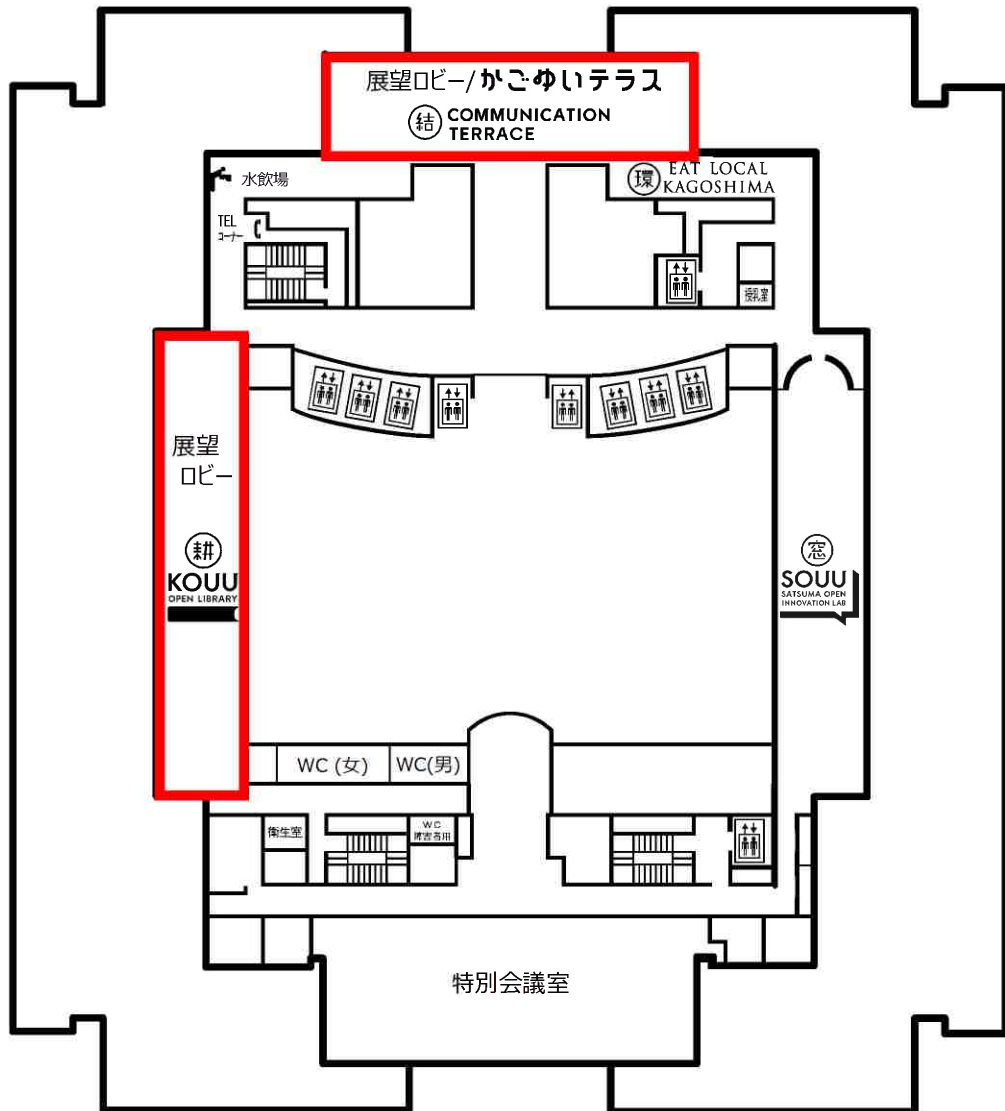 展望ロビー/かごゆいテラス
結 COMMUNICATION
TERRACE
水飲場
環 EAT LOCAL
KAGOSHIMA
TEL
コーナー
授乳室
展望
ロビー
耕
KOUU
OPEN LIBRARY
窓
SOUU
SATSUMA OPEN
INNOVATION LAB
WC (女)
WC(男)
衛生室
WC
障害者用
特別会議室